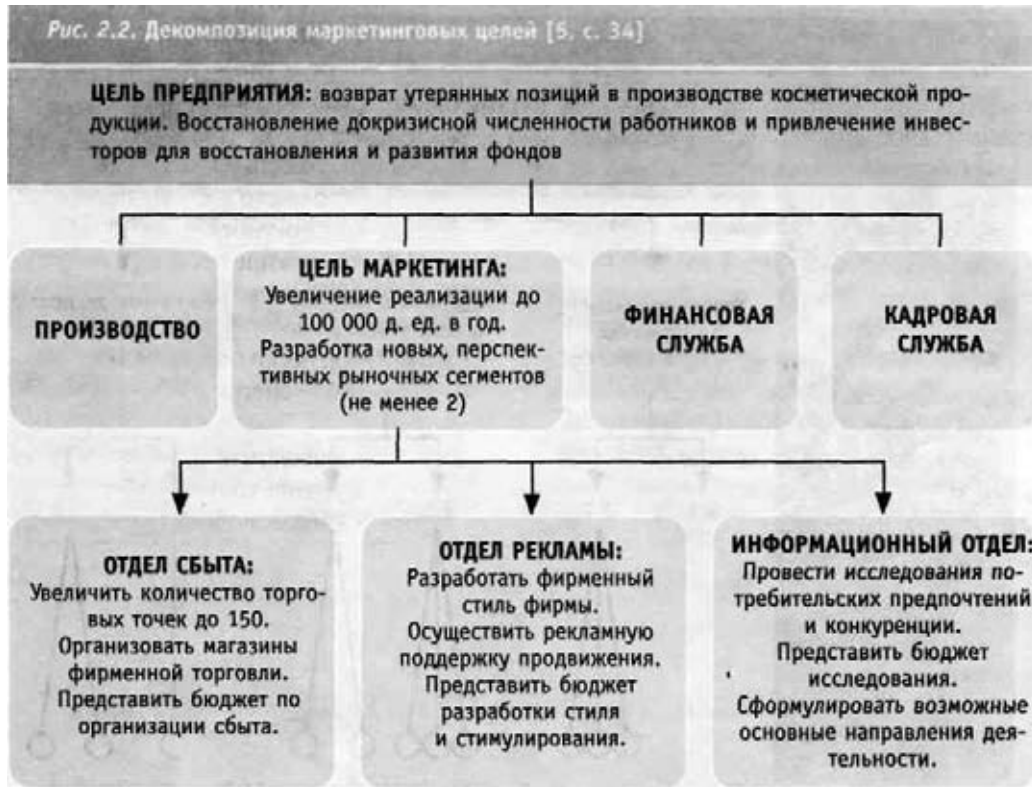 Рис. 2.2. Декомпозиция маркетинговых целей [5, с. 34]
ЦЕЛЬ ПРЕДПРИЯТИЯ: возврат утерянных позиций в производстве косметической про-
дукции. Восстановление докризисной численности работников и привлечение инвес-
торов для восстановления и развития фондов
ПРОИЗВОДСТВО
ЦЕЛЬ МАРКЕТИНГА:
Увеличение реализации до
100 000 д. ед. в год.
Разработка новых, перспек-
тивных рыночных сегментов
(не менее 2)
ФИНАНСОВАЯ
СЛУЖБА
КАДРОВАЯ
СЛУЖБА
ОТДЕЛ СБЫТА:
Увеличить количество торго-
вых точек до 150.
Организовать магазины
фирменной торговли.
Представить бюджет по
организации сбыта.
ОТДЕЛ РЕКЛАМЫ:
Разработать фирменный
стиль фирмы.
Осуществить рекламную
поддержку продвижения.
Представить бюджет
разработки стиля
и стимулирования.
ИНФОРМАЦИОННЫЙ ОТДЕЛ:
Провести исследования по-
требительских предпочтений
и конкуренции.
Представить бюджет
исследования.
Сформулировать возможные
основные направления дея-
тельности.